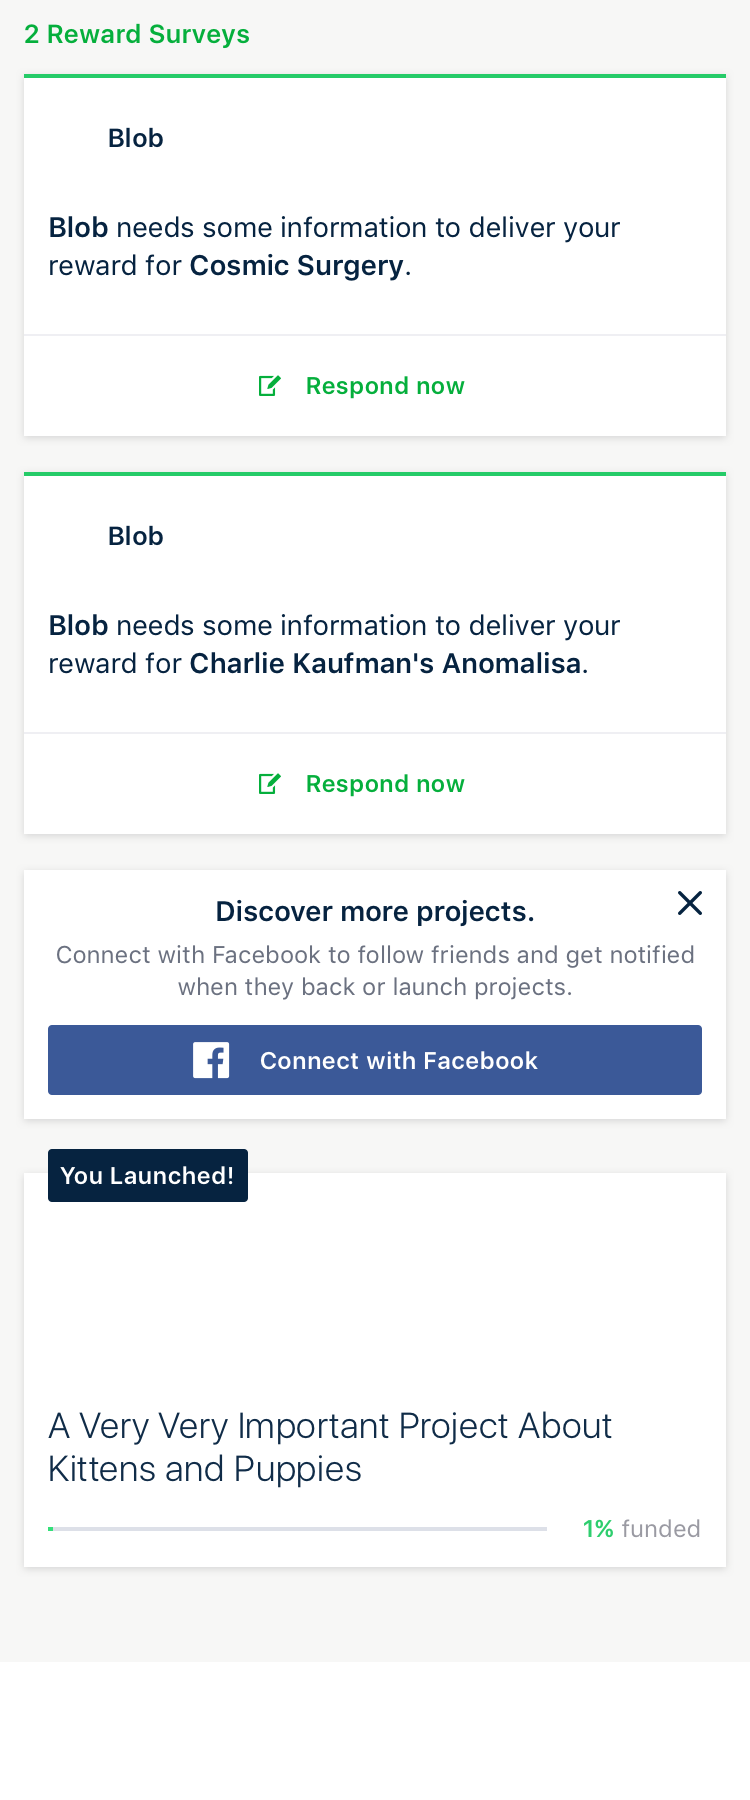 2 Reward Surveys
Blob
Blob needs some information to deliver your
reward for Cosmic Surgery.
Respond now
Blob
Blob needs some information to deliver your
reward for Charlie Kaufman's Anomalisa.
Respond now
Discover more projects.
Connect with Facebook to follow friends and get notified
when they back or launch projects.
Connect with Facebook
You Launched!
A Very Very Important Project About
Kittens and Puppies
1% funded